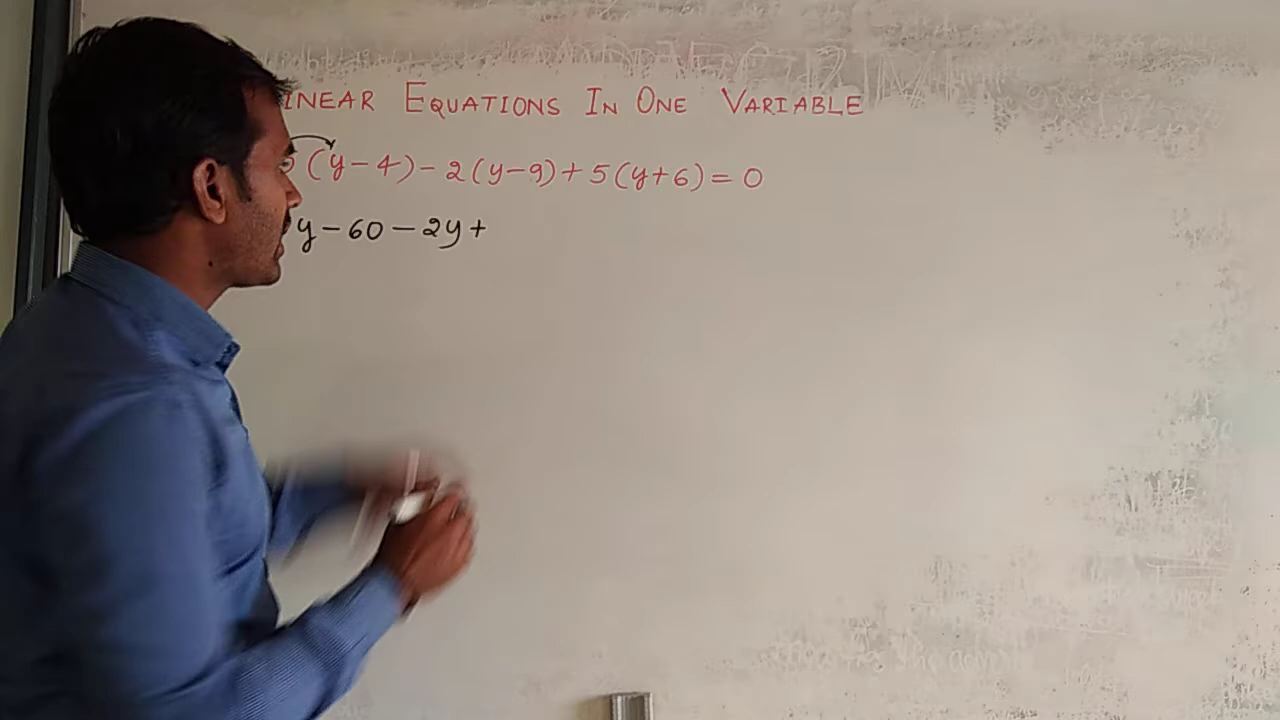 INEAR EQUATIONS IN ONE VARIABLE
(y-4)-2(y-9)+5(y+6)=0
y-60-2y+